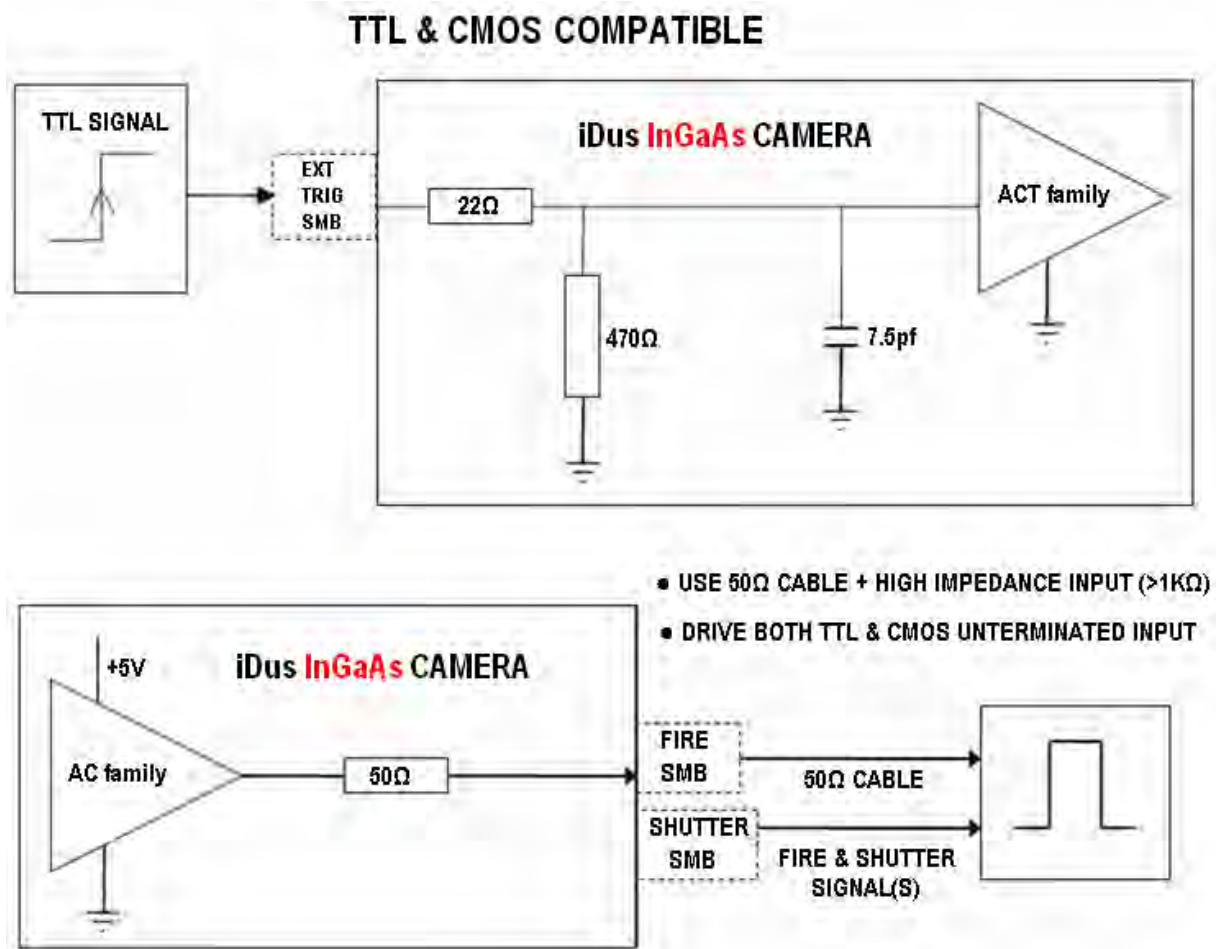 TTL & CMOS COMPATIBLE
TTL SIGNAL
EXT
TRIG
SMB
iDus InGaAs CAMERA
22Ω
470Ω
7.5pf
ACT family
● USE 50Ω CABLE + HIGH IMPEDANCE INPUT (>1KΩ)
● DRIVE BOTH TTL & CMOS UNTERMINATED INPUT
+5V
iDus InGaAs CAMERA
AC family
50Ω
FIRE
SMB
50Ω CABLE
SHUTTER
SMB
FIRE & SHUTTER
SIGNAL(S)